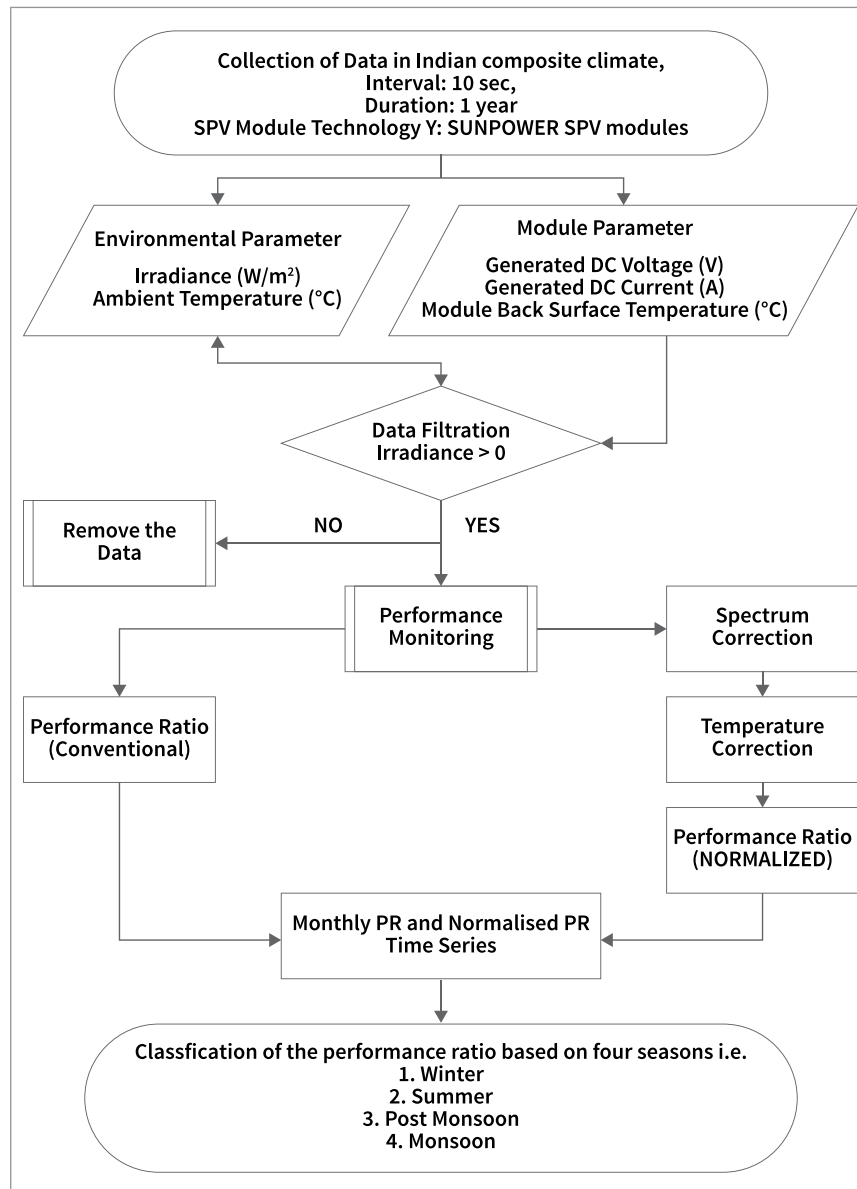 Collection of Data in Indian composite climate,
Interval: 10 sec,
Duration: 1 year
SPV Module Technology Y: SUNPOWER SPV modules
Environmental Parameter
Irradiance (W/m²)
Ambient Temperature (°C)
Module Parameter
Generated DC Voltage (V)
Generated DC Current (A)
Module Back Surface Temperature (°C)
Data Filtration
Irradiance > 0
NO
YES
Remove the
Data
Performance
Monitoring
Spectrum
Correction
Performance Ratio
(Conventional)
Temperature
Correction
Performance Ratio
(NORMALIZED)
Monthly PR and Normalised PR
Time Series
Classfication of the performance ratio based on four seasons i.e.
1. Winter
2. Summer
3. Post Monsoon
4. Monsoon